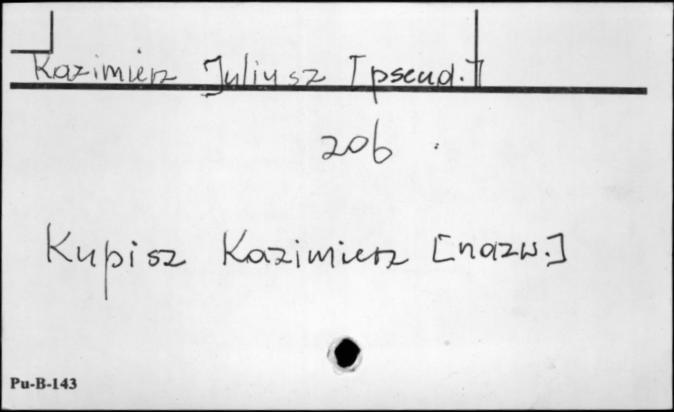 Kazimierz Juliusz [pseud.]
206
Kupisz Kazimierz [nazw.]
Pu-B-143